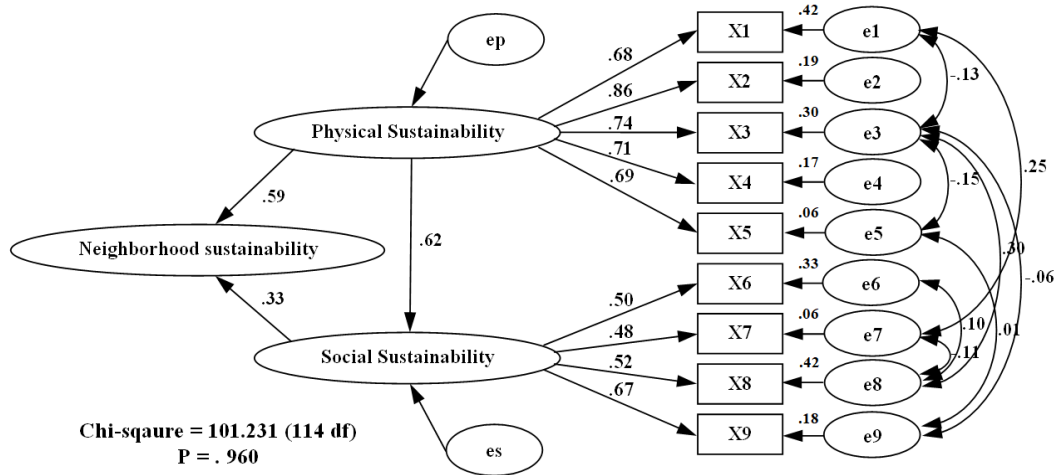 ep
X1
.42
e1
.68
-.13
X2
.19
e2
.86
Physical Sustainability
.74
X3
.30
e3
.71
X4
.17
e4
-.15
.25
.69
.59
X5
.06
e5
Neighborhood sustainability
.62
.30
-.06
X6
.33
e6
.50
.33
.48
X7
.06
e7
.10
.01
-.11
Social Sustainability
.52
X8
.42
e8
.67
X9
.18
e9
Chi-sqaure = 101.231 (114 df)
P = . 960
es